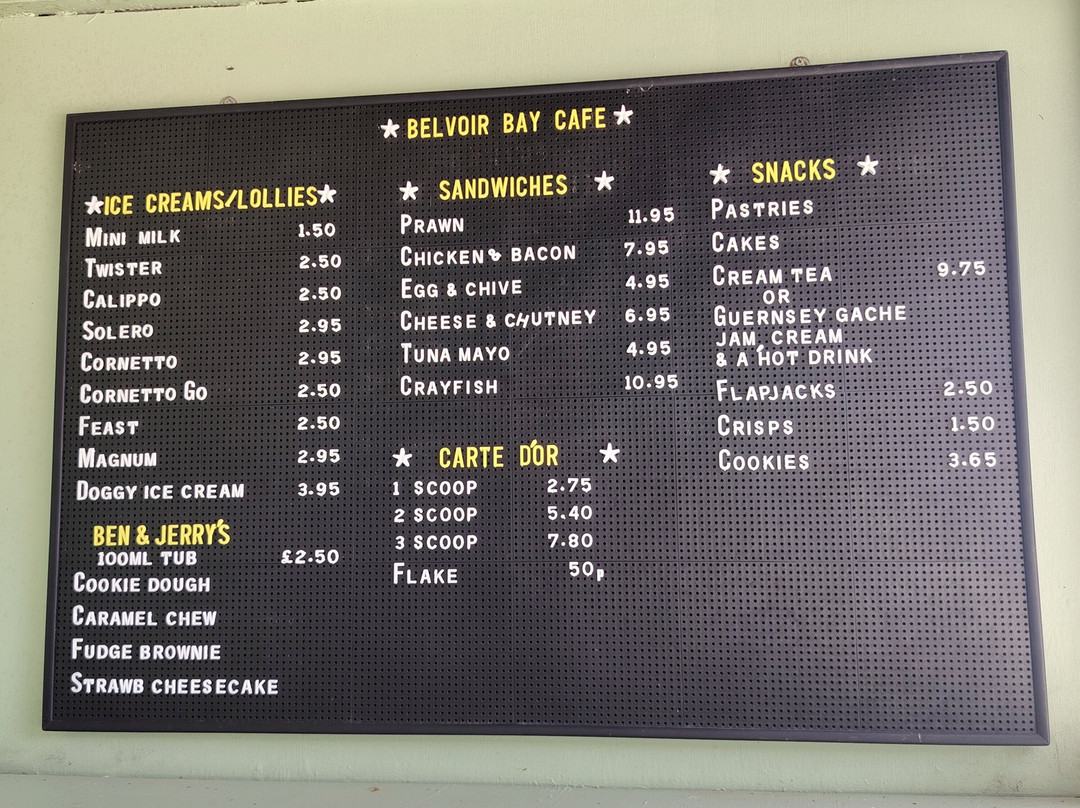 BELVOIR BAY CAFE
ICE CREAMS/LOLLIES
MINI MILK 1.50
TWISTER 2.50
CALIPPO 2.50
SOLERO 2.95
CORNETTO 2.95
CORNETTO GO 2.50
FEAST 2.50
MAGNUM 2.95
DOGGY ICE CREAM 3.95
BEN & JERRY'S
100ML TUB £2.50
COOKIE DOUGH
CARAMEL CHEW
FUDGE BROWNIE
STRAWB CHEESECAKE
SANDWICHES
PRAWN 11.95
CHICKEN & BACON 7.95
EGG & CHIVE 4.95
CHEESE & CHUTNEY 6.95
TUNA MAYO 4.95
CRAYFISH 10.95
CARTE D'OR
1 SCOOP 2.75
2 SCOOP 5.40
3 SCOOP 7.80
FLAKE 50p
SNACKS
PASTRIES
CAKES
CREAM TEA 9.75
OR
GUERNSEY GACHE
JAM, CREAM
& A HOT DRINK
FLAPJACKS 2.50
CRISPS 1.50
COOKIES 3.65